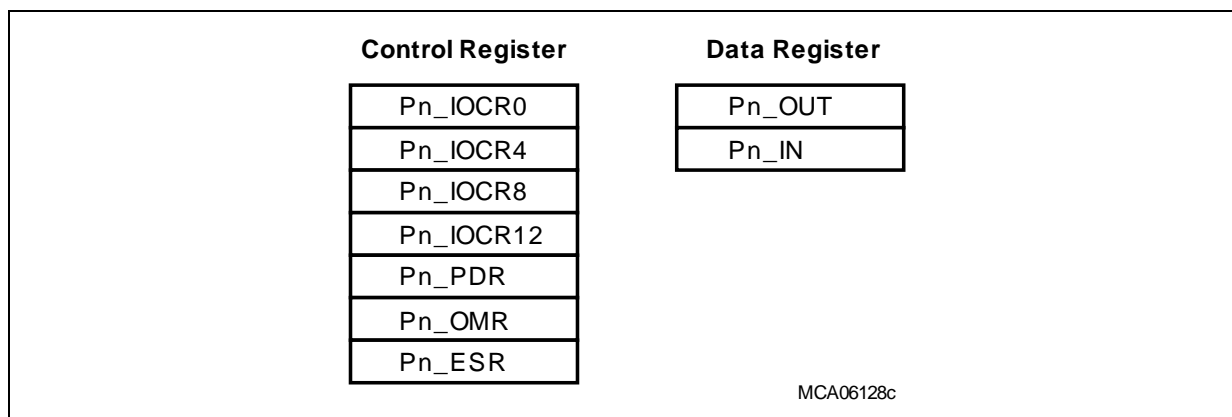 Control Register
Data Register
Pn_IOCR0
Pn_OUT
Pn_IOCR4
Pn_IN
Pn_IOCR8
Pn_IOCR12
Pn_PDR
Pn_OMR
Pn_ESR
MCA06128c